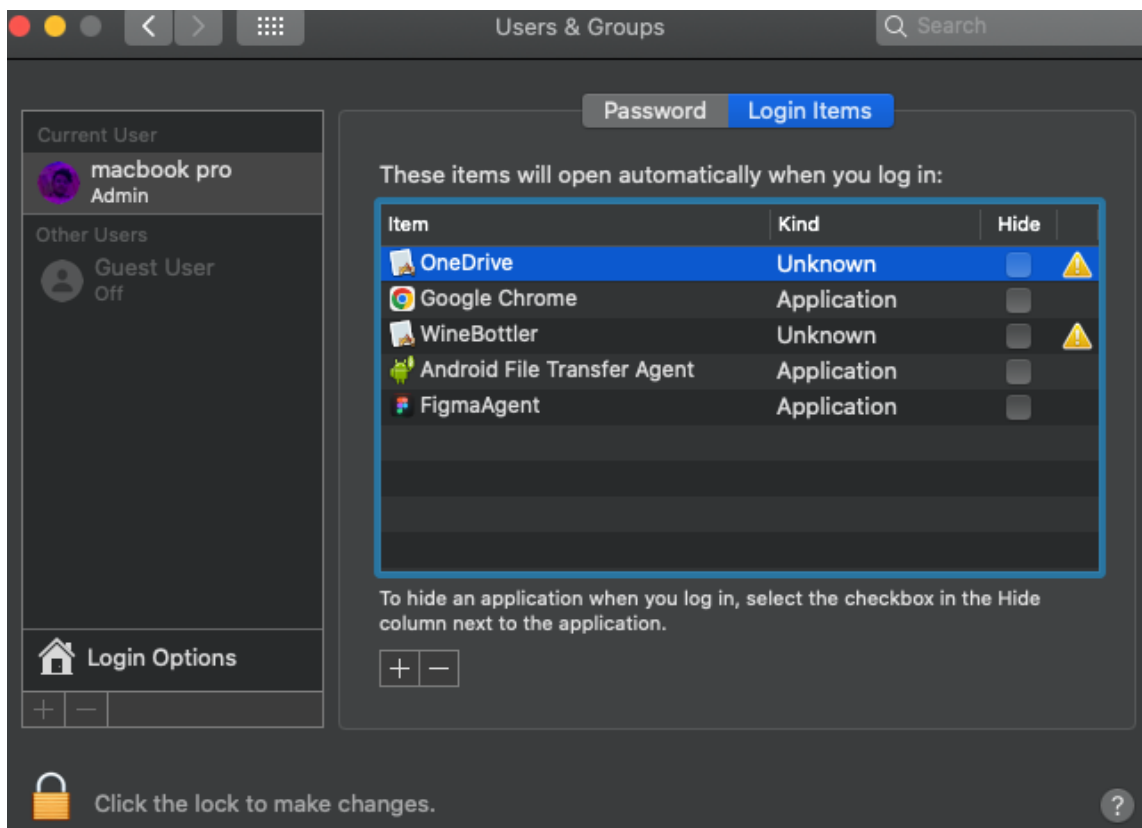 Users & Groups
Search
Password
Login Items
Current User
macbook pro
Admin
Other Users
Guest User
Off
Login Options
These items will open automatically when you log in:
Item Kind Hide
OneDrive Unknown
Google Chrome Application
WineBottler Unknown
Android File Transfer Agent Application
FigmaAgent Application
To hide an application when you log in, select the checkbox in the Hide
column next to the application.
Click the lock to make changes.
?